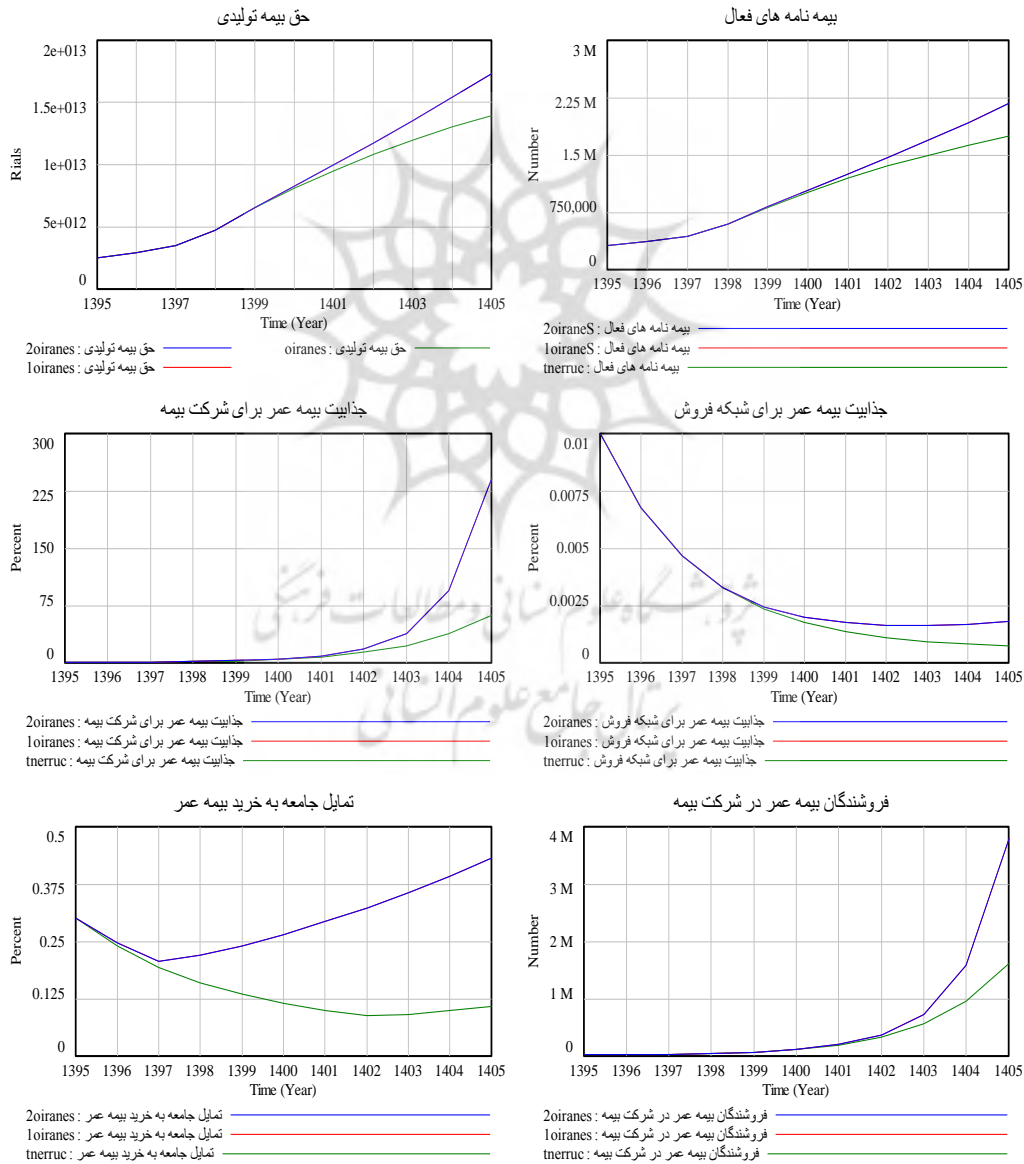 حق بیمه تولیدی
2e+013
1.5e+013
1e+013
5e+012
0
Rials
1395 1397 1399 1401 1403 1405
Time (Year)
حق بیمه تولیدی : 2oiranes
حق بیمه تولیدی : oiranes
حق بیمه تولیدی : 1oiranes
بیمه نامه های فعال
3 M
2.25 M
1.5 M
750,000
0
Number
1395 1396 1397 1398 1399 1400 1401 1402 1403 1404 1405
Time (Year)
بیمه نامه های فعال : 2oiraneS
بیمه نامه های فعال : 1oiraneS
بیمه نامه های فعال : tnerruc
جذابیت بیمه عمر برای شرکت بیمه
300
225
150
75
0
Percent
1395 1396 1397 1398 1399 1400 1401 1402 1403 1404 1405
Time (Year)
جذابیت بیمه عمر برای شرکت بیمه : 2oiranes
جذابیت بیمه عمر برای شرکت بیمه : 1oiranes
جذابیت بیمه عمر برای شرکت بیمه : tnerruc
جذابیت بیمه عمر برای شبکه فروش
0.01
0.0075
0.005
0.0025
0
Percent
1395 1396 1397 1398 1399 1400 1401 1402 1403 1404 1405
Time (Year)
جذابیت بیمه عمر برای شبکه فروش : 2oiranes
جذابیت بیمه عمر برای شبکه فروش : 1oiranes
جذابیت بیمه عمر برای شبکه فروش : tnerruc
پژوهشگاه علوم انسانی و مطالعات فرهنگی
پرتال جامع علوم انسانی
تمایل جامعه به خرید بیمه عمر
0.5
0.375
0.25
0.125
0
Percent
1395 1396 1397 1398 1399 1400 1401 1402 1403 1404 1405
Time (Year)
تمایل جامعه به خرید بیمه عمر : 2oiranes
تمایل جامعه به خرید بیمه عمر : 1oiranes
تمایل جامعه به خرید بیمه عمر : tnerruc
فروشندگان بیمه عمر در شرکت بیمه
4 M
3 M
2 M
1 M
0
Number
1395 1396 1397 1398 1399 1400 1401 1402 1403 1404 1405
Time (Year)
فروشندگان بیمه عمر در شرکت بیمه : 2oiranes
فروشندگان بیمه عمر در شرکت بیمه : 1oiranes
فروشندگان بیمه عمر در شرکت بیمه : tnerruc